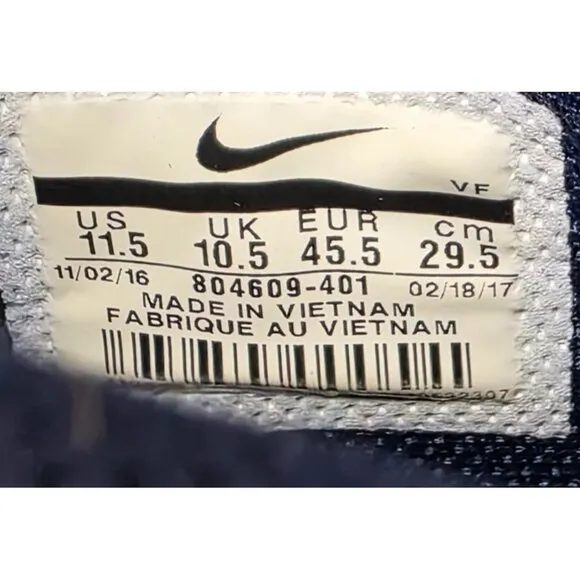 VF
US UK EUR cm
11.5 10.5 45.5 29.5
11/02/16 804609-401 02/18/17
MADE IN VIETNAM
FABRIQUE AU VIETNAM